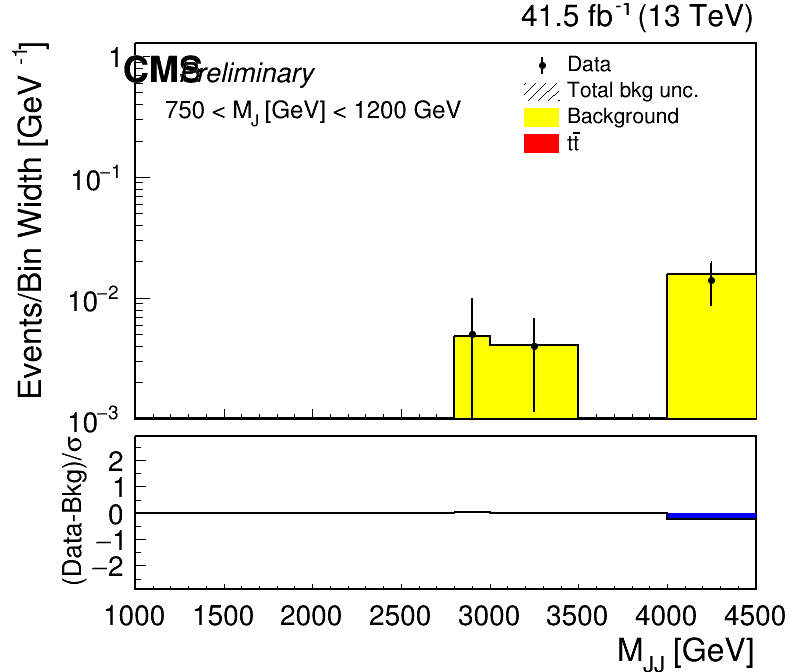 41.5 fb⁻¹ (13 TeV)
CMS Preliminary
750 < M_J [GeV] < 1200 GeV
Data
Total bkg unc.
Background
tt̄
Events/Bin Width [GeV⁻¹]
1
10⁻¹
10⁻²
10⁻³
(Data-Bkg)/σ
2
1
0
−1
−2
1000 1500 2000 2500 3000 3500 4000 4500
M_JJ [GeV]